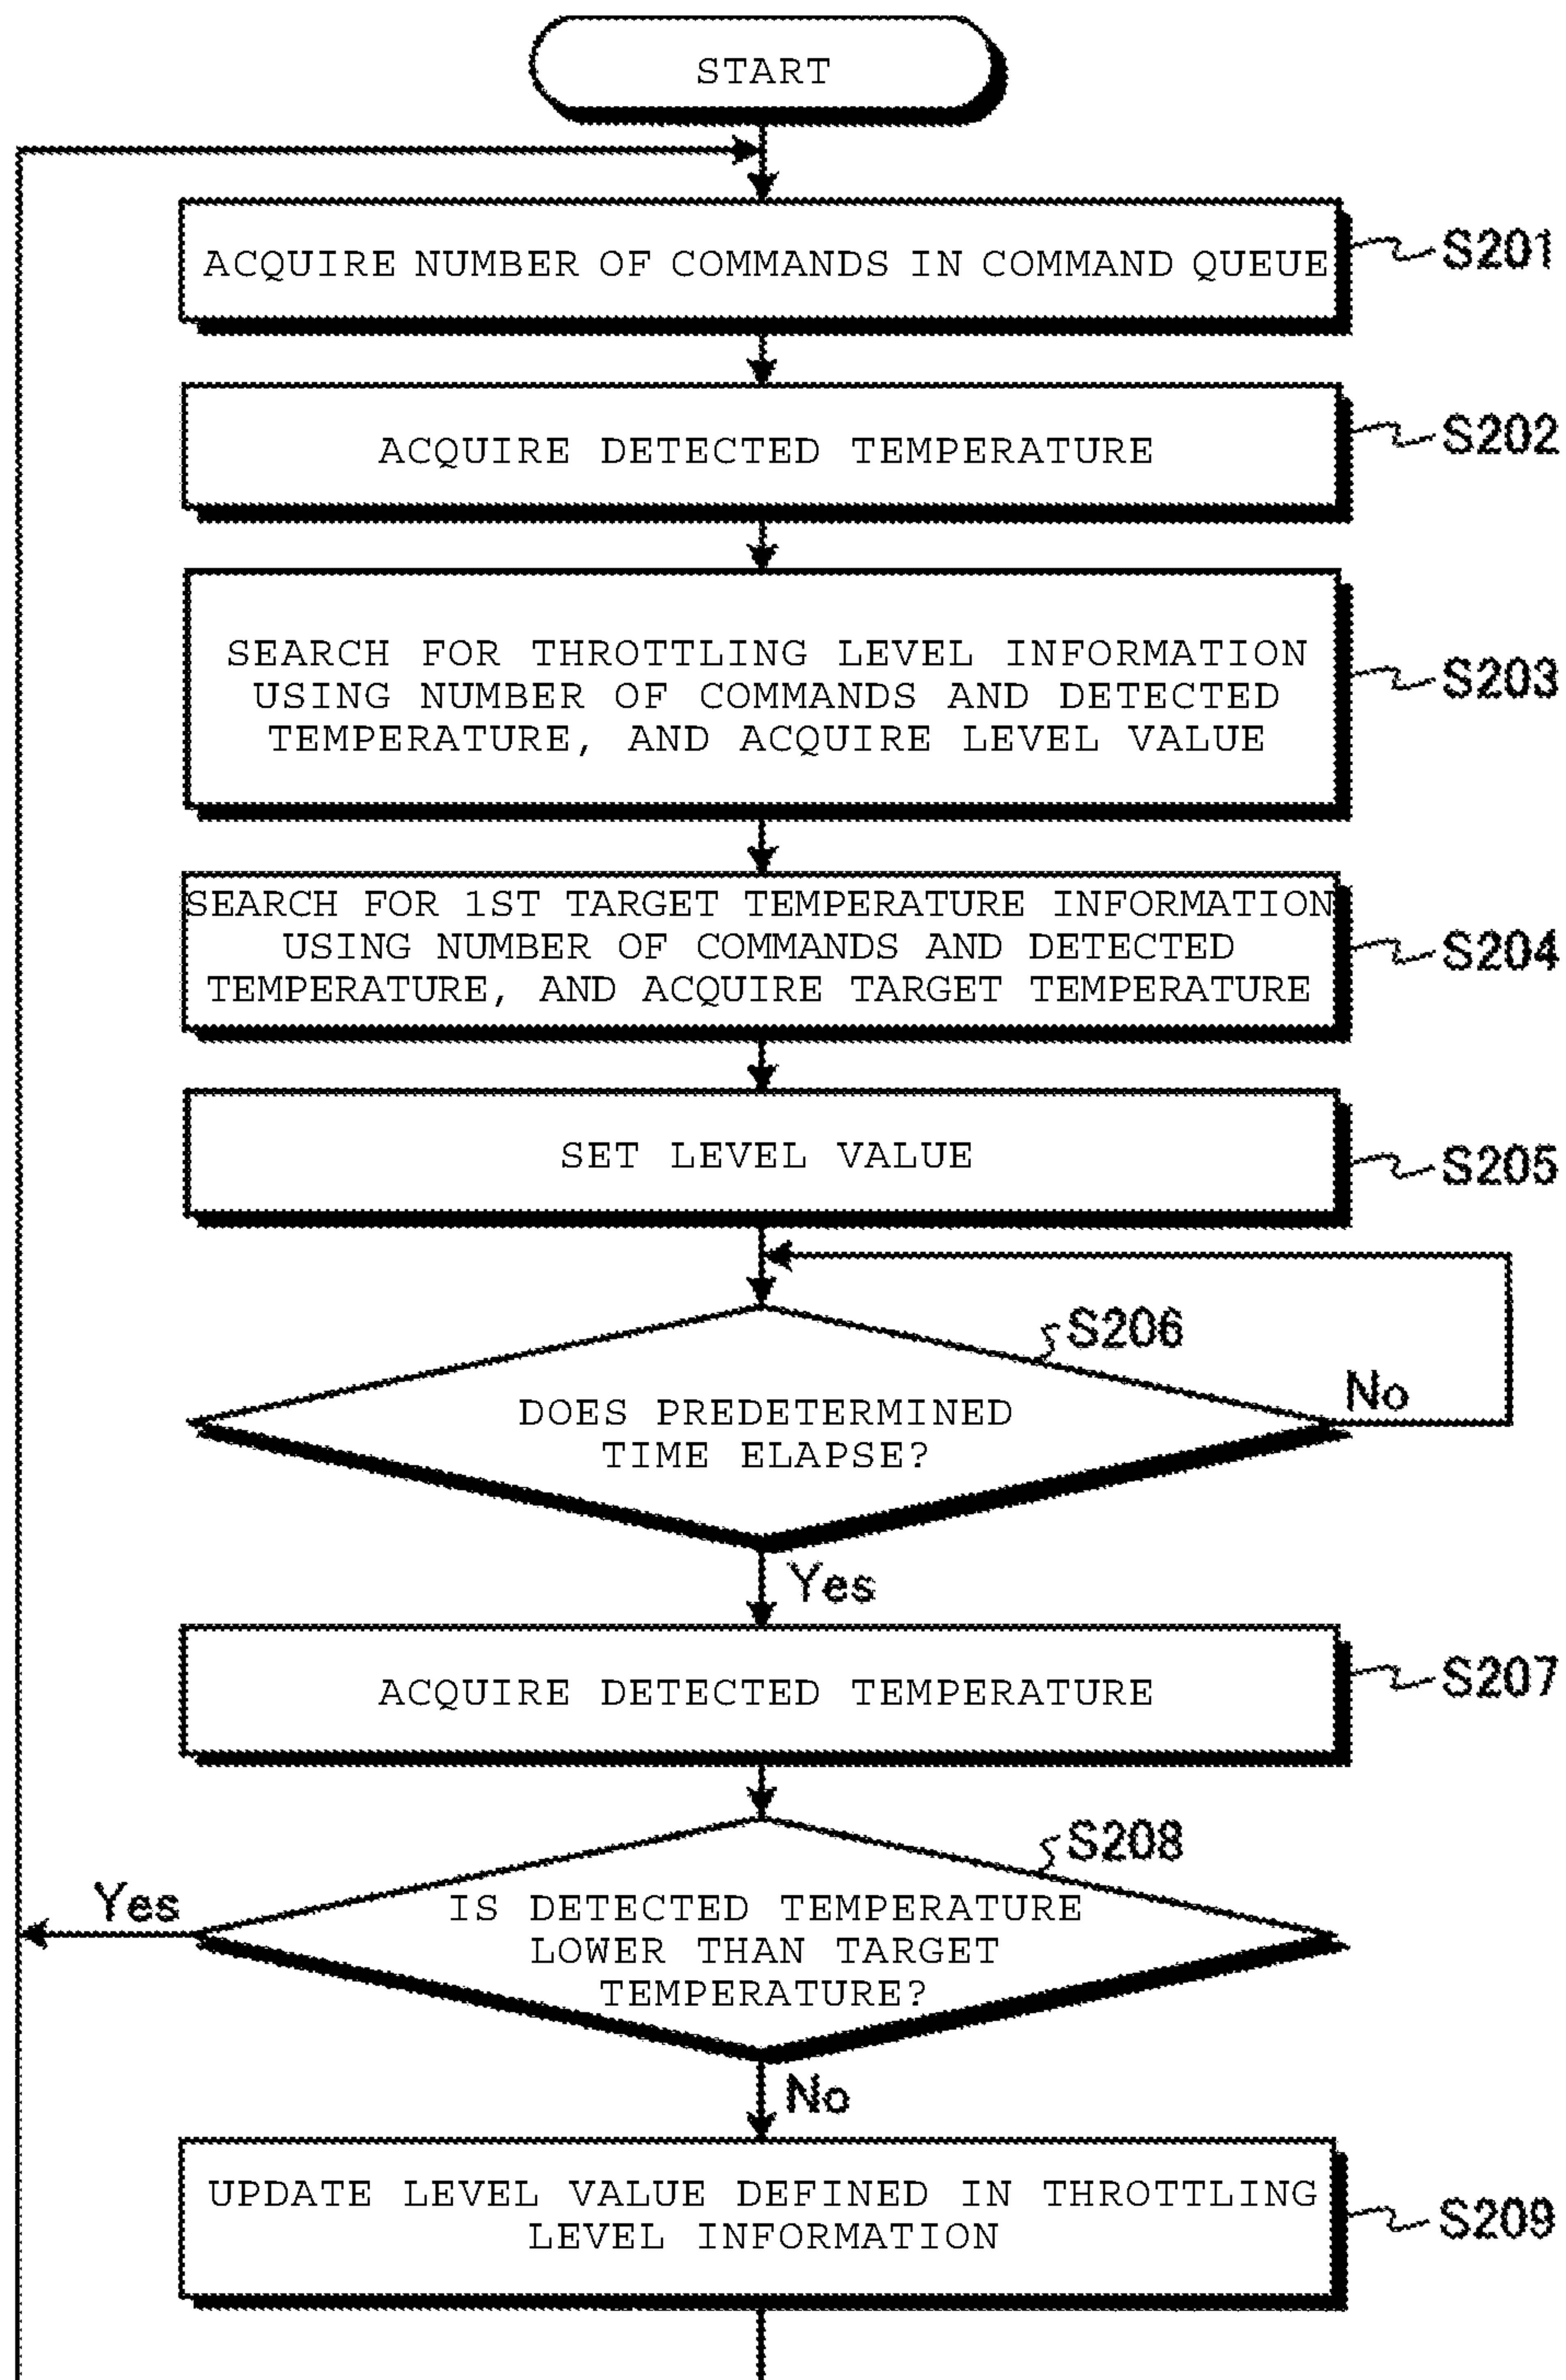 START
ACQUIRE NUMBER OF COMMANDS IN COMMAND QUEUE
S201
ACQUIRE DETECTED TEMPERATURE
S202
SEARCH FOR THROTTLING LEVEL INFORMATION
USING NUMBER OF COMMANDS AND DETECTED
TEMPERATURE, AND ACQUIRE LEVEL VALUE
S203
SEARCH FOR 1ST TARGET TEMPERATURE INFORMATION
USING NUMBER OF COMMANDS AND DETECTED
TEMPERATURE, AND ACQUIRE TARGET TEMPERATURE
S204
SET LEVEL VALUE
S205
S206
DOES PREDETERMINED
TIME ELAPSE?
No
Yes
ACQUIRE DETECTED TEMPERATURE
S207
S208
IS DETECTED TEMPERATURE
LOWER THAN TARGET
TEMPERATURE?
Yes
No
UPDATE LEVEL VALUE DEFINED IN THROTTLING
LEVEL INFORMATION
S209